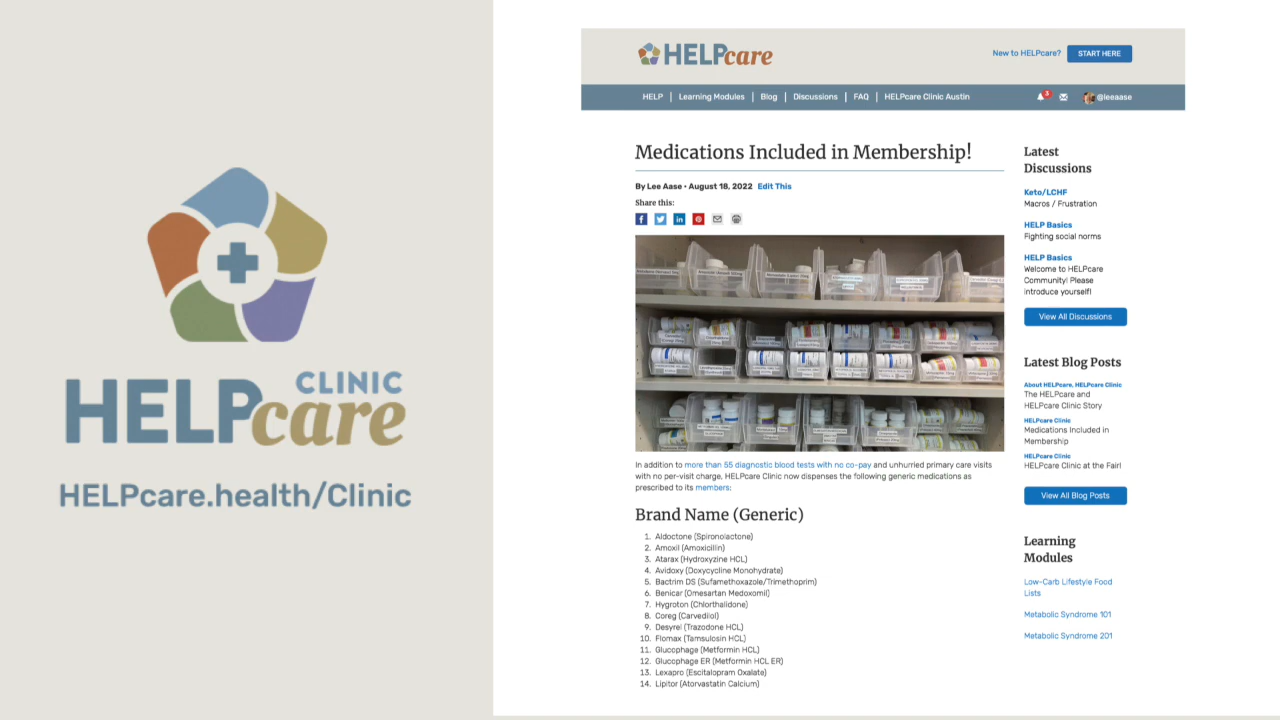 CLINIC
HELPcare
HELPcare.health/Clinic
HELPcare
New to HELPcare? START HERE
HELP | Learning Modules | Blog | Discussions | FAQ | HELPcare Clinic Austin
3
@leeaase
Medications Included in Membership!
By Lee Aase • August 18, 2022 Edit This
Share this:
In addition to more than 55 diagnostic blood tests with no co-pay and unhurried primary care visits
with no per-visit charge, HELPcare Clinic now dispenses the following generic medications as
prescribed to its members:
Brand Name (Generic)
1. Aldoctone (Spironolactone)
2. Amoxil (Amoxicillin)
3. Atarax (Hydroxyzine HCL)
4. Avidoxy (Doxycycline Monohydrate)
5. Bactrim DS (Sufamethoxazole/Trimethoprim)
6. Benicar (Omesartan Medoxomil)
7. Hygroton (Chlorthalidone)
8. Coreg (Carvedilol)
9. Desyrel (Trazodone HCL)
10. Flomax (Tamsulosin HCL)
11. Glucophage (Metformin HCL)
12. Glucophage ER (Metformin HCL ER)
13. Lexapro (Escitalopram Oxalate)
14. Lipitor (Atorvastatin Calcium)
Latest
Discussions
Keto/LCHF
Macros / Frustration
HELP Basics
Fighting social norms
HELP Basics
Welcome to HELPcare
Community! Please
introduce yourself!
View All Discussions
Latest Blog Posts
About HELPcare, HELPcare Clinic
The HELPcare and
HELPcare Clinic Story
HELPcare Clinic
Medications Included in
Membership
HELPcare Clinic
HELPcare Clinic at the Fair!
View All Blog Posts
Learning
Modules
Low-Carb Lifestyle Food
Lists
Metabolic Syndrome 101
Metabolic Syndrome 201